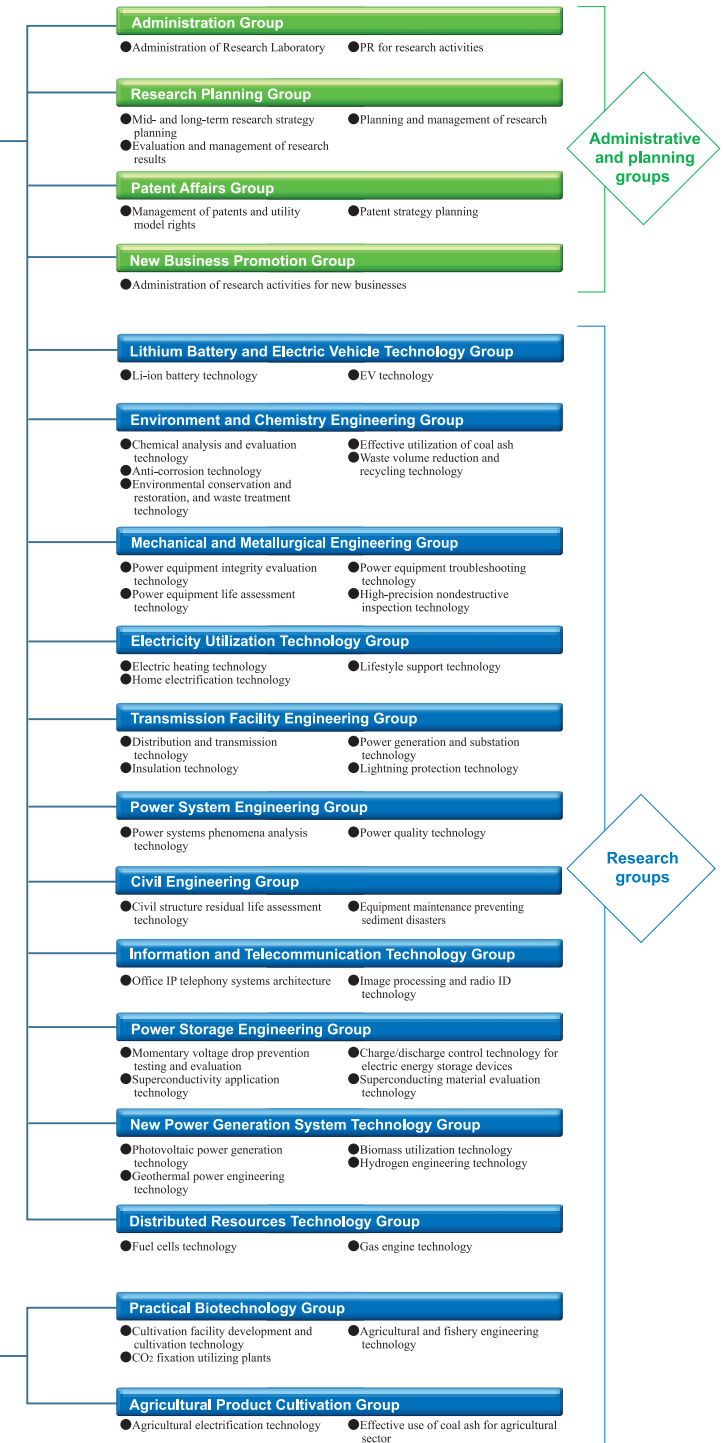 Administration Group
●Administration of Research Laboratory
●PR for research activities
Research Planning Group
●Mid- and long-term research strategy
planning
●Evaluation and management of research
results
●Planning and management of research
Administrative
and planning
groups
Patent Affairs Group
●Management of patents and utility
model rights
●Patent strategy planning
New Business Promotion Group
●Administration of research activities for new businesses
Lithium Battery and Electric Vehicle Technology Group
●Li-ion battery technology
●EV technology
Environment and Chemistry Engineering Group
●Chemical analysis and evaluation
technology
●Anti-corrosion technology
●Environmental conservation and
restoration, and waste treatment
technology
●Effective utilization of coal ash
●Waste volume reduction and
recycling technology
Mechanical and Metallurgical Engineering Group
●Power equipment integrity evaluation
technology
●Power equipment life assessment
technology
●Power equipment troubleshooting
technology
●High-precision nondestructive
inspection technology
Electricity Utilization Technology Group
●Electric heating technology
●Home electrification technology
●Lifestyle support technology
Transmission Facility Engineering Group
●Distribution and transmission
technology
●Insulation technology
●Power generation and substation
technology
●Lightning protection technology
Power System Engineering Group
●Power systems phenomena analysis
technology
●Power quality technology
Research
groups
Civil Engineering Group
●Civil structure residual life assessment
technology
●Equipment maintenance preventing
sediment disasters
Information and Telecommunication Technology Group
●Office IP telephony systems architecture
●Image processing and radio ID
technology
Power Storage Engineering Group
●Momentary voltage drop prevention
testing and evaluation
●Superconductivity application
technology
●Charge/discharge control technology for
electric energy storage devices
●Superconducting material evaluation
technology
New Power Generation System Technology Group
●Photovoltaic power generation
technology
●Geothermal power engineering
technology
●Biomass utilization technology
●Hydrogen engineering technology
Distributed Resources Technology Group
●Fuel cells technology
●Gas engine technology
Practical Biotechnology Group
●Cultivation facility development and
cultivation technology
●CO2 fixation utilizing plants
●Agricultural and fishery engineering
technology
Agricultural Product Cultivation Group
●Agricultural electrification technology
●Effective use of coal ash for agricultural
sector